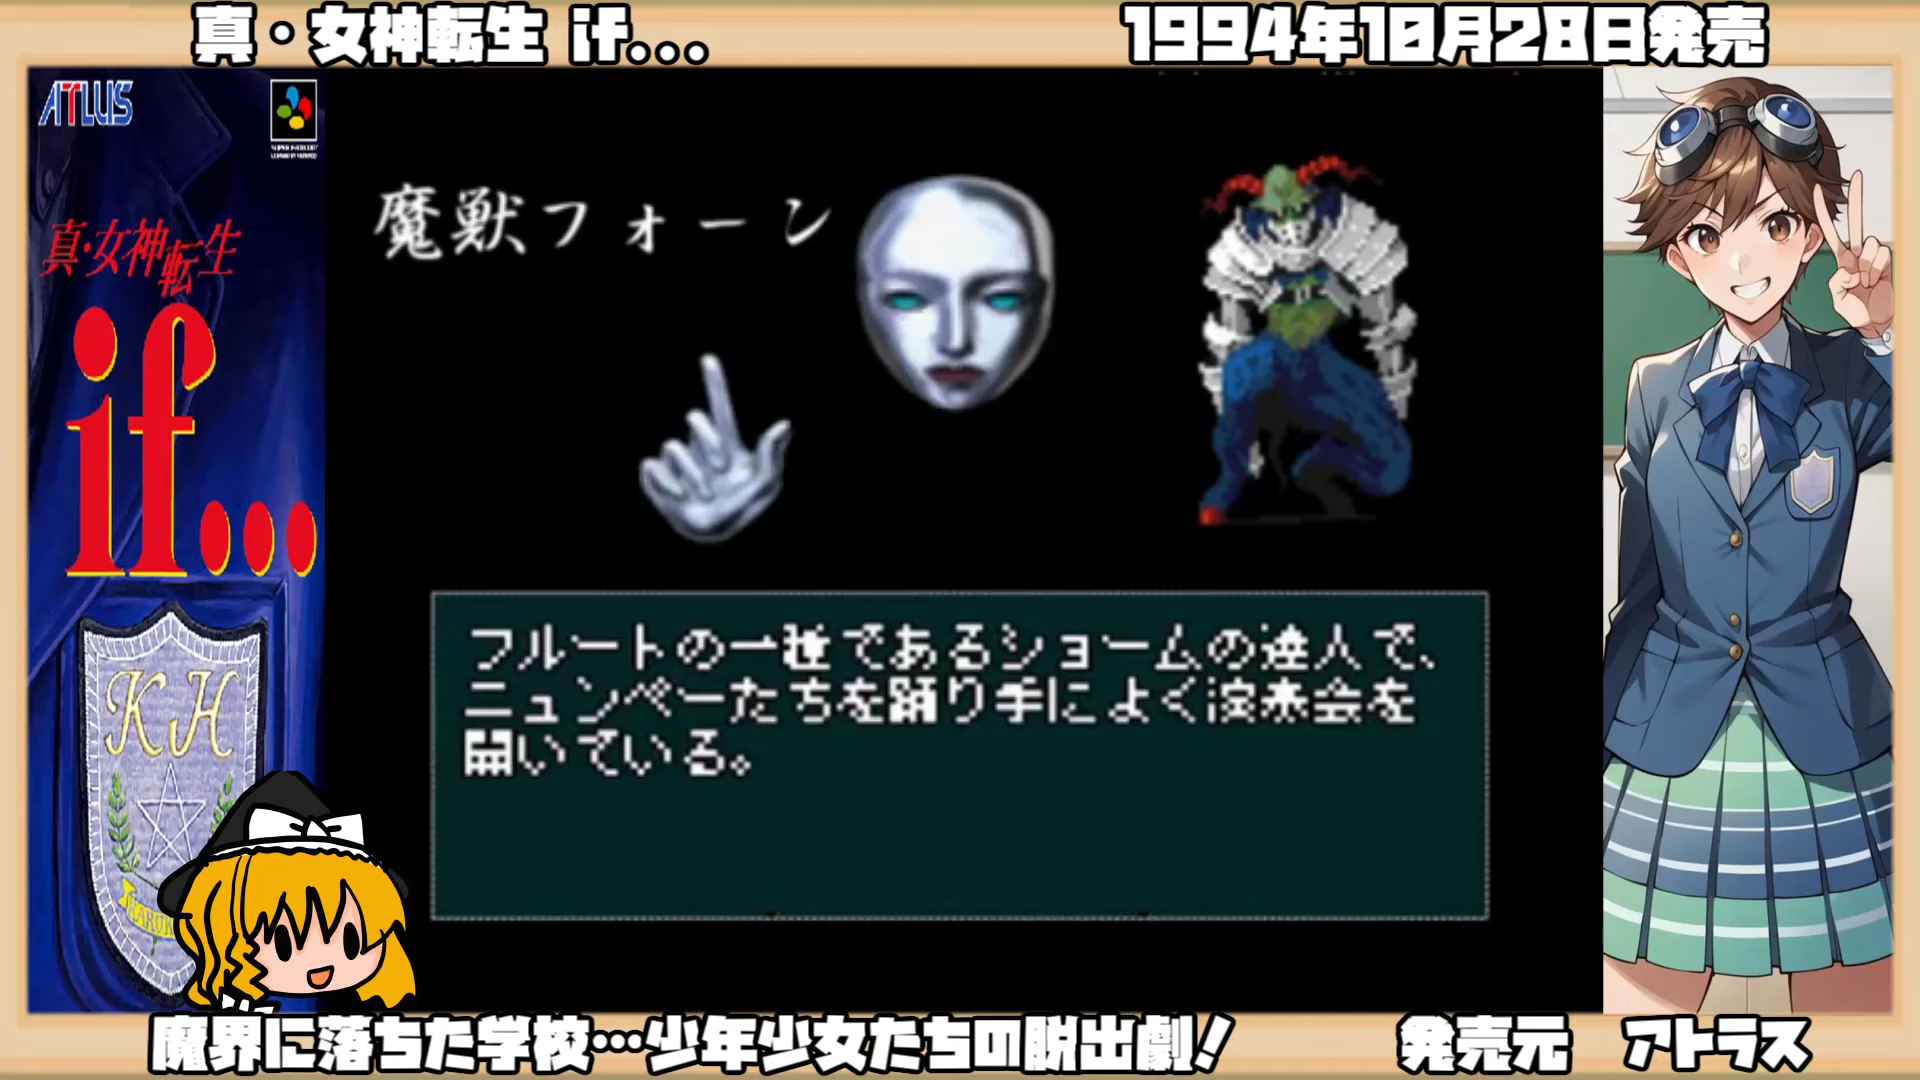 真・女神転生 if...
1994年10月28日発売
ATLUS
真・女神転生
if...
KH
魔獣フォーン
フルートの一種であるショームの達人で、
ニュンペーたちを踊り手によく演奏会を
開いている。
魔界に落ちた学校…少年少女たちの脱出劇！
発売元 アトラス